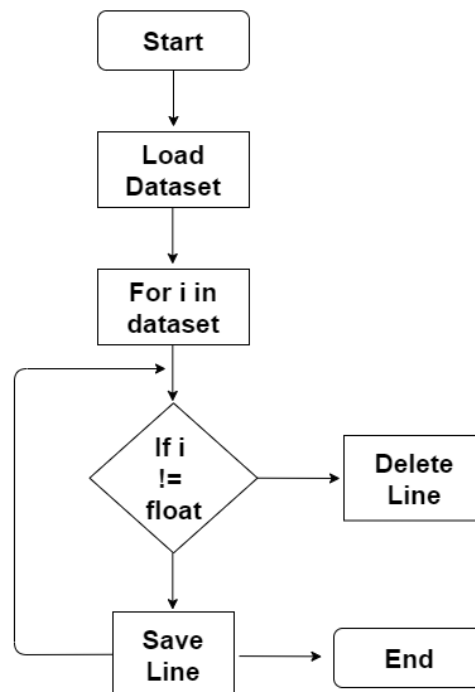 Start
Load
Dataset
For i in
dataset
If i
!=
float
Delete
Line
Save
Line
End